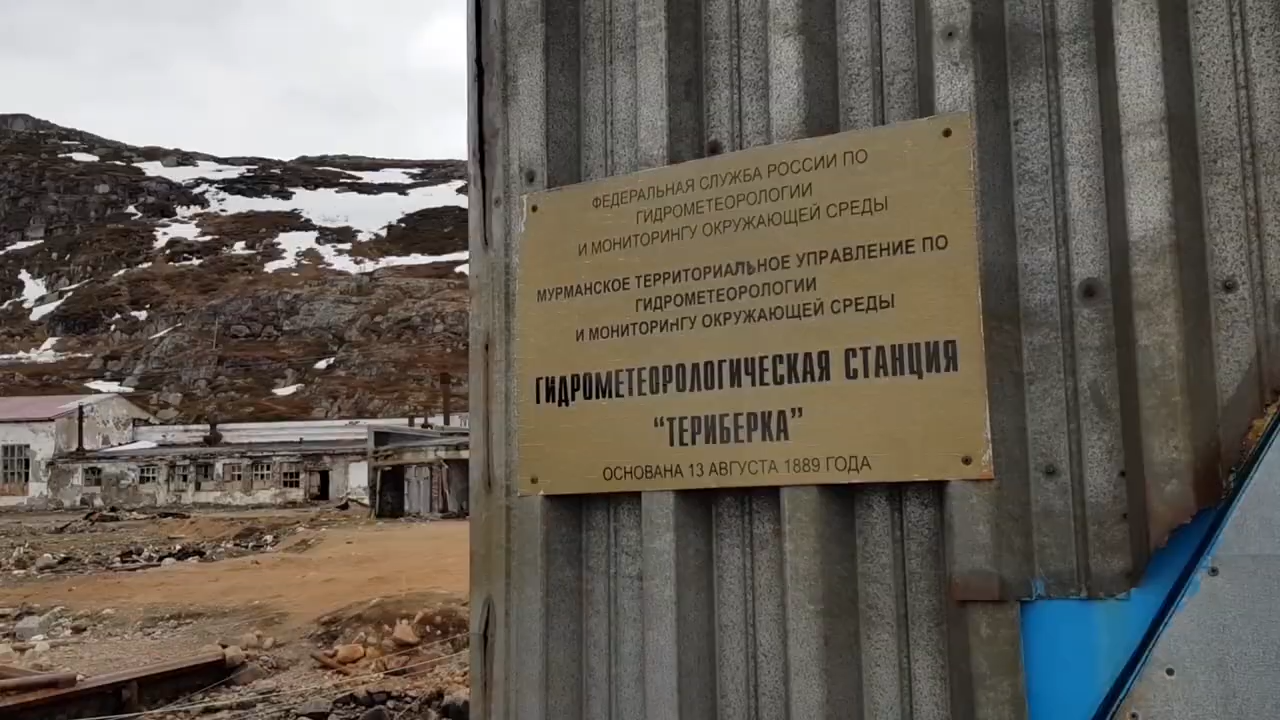 ФЕДЕРАЛЬНАЯ СЛУЖБА РОССИИ ПО
ГИДРОМЕТЕОРОЛОГИИ
И МОНИТОРИНГУ ОКРУЖАЮЩЕЙ СРЕДЫ
МУРМАНСКОЕ ТЕРРИТОРИАЛЬНОЕ УПРАВЛЕНИЕ ПО
ГИДРОМЕТЕОРОЛОГИИ
И МОНИТОРИНГУ ОКРУЖАЮЩЕЙ СРЕДЫ
ГИДРОМЕТЕОРОЛОГИЧЕСКАЯ СТАНЦИЯ
“ТЕРИБЕРКА”
ОСНОВАНА 13 АВГУСТА 1889 ГОДА